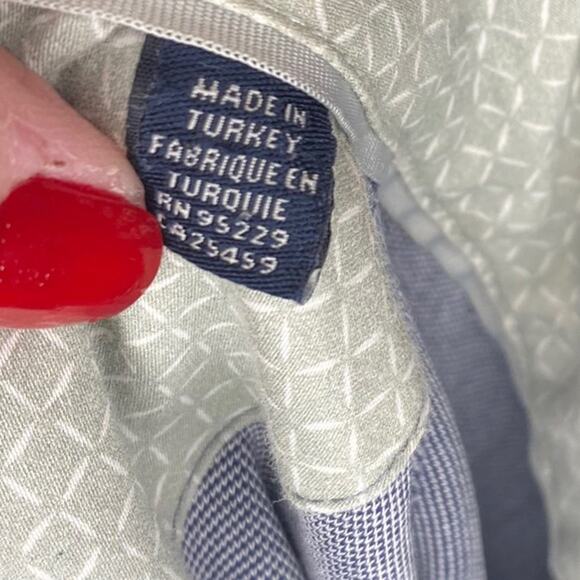 MADE IN
TURKEY
FABRIQUE EN
TURQUIE
RN 95229
CA25459